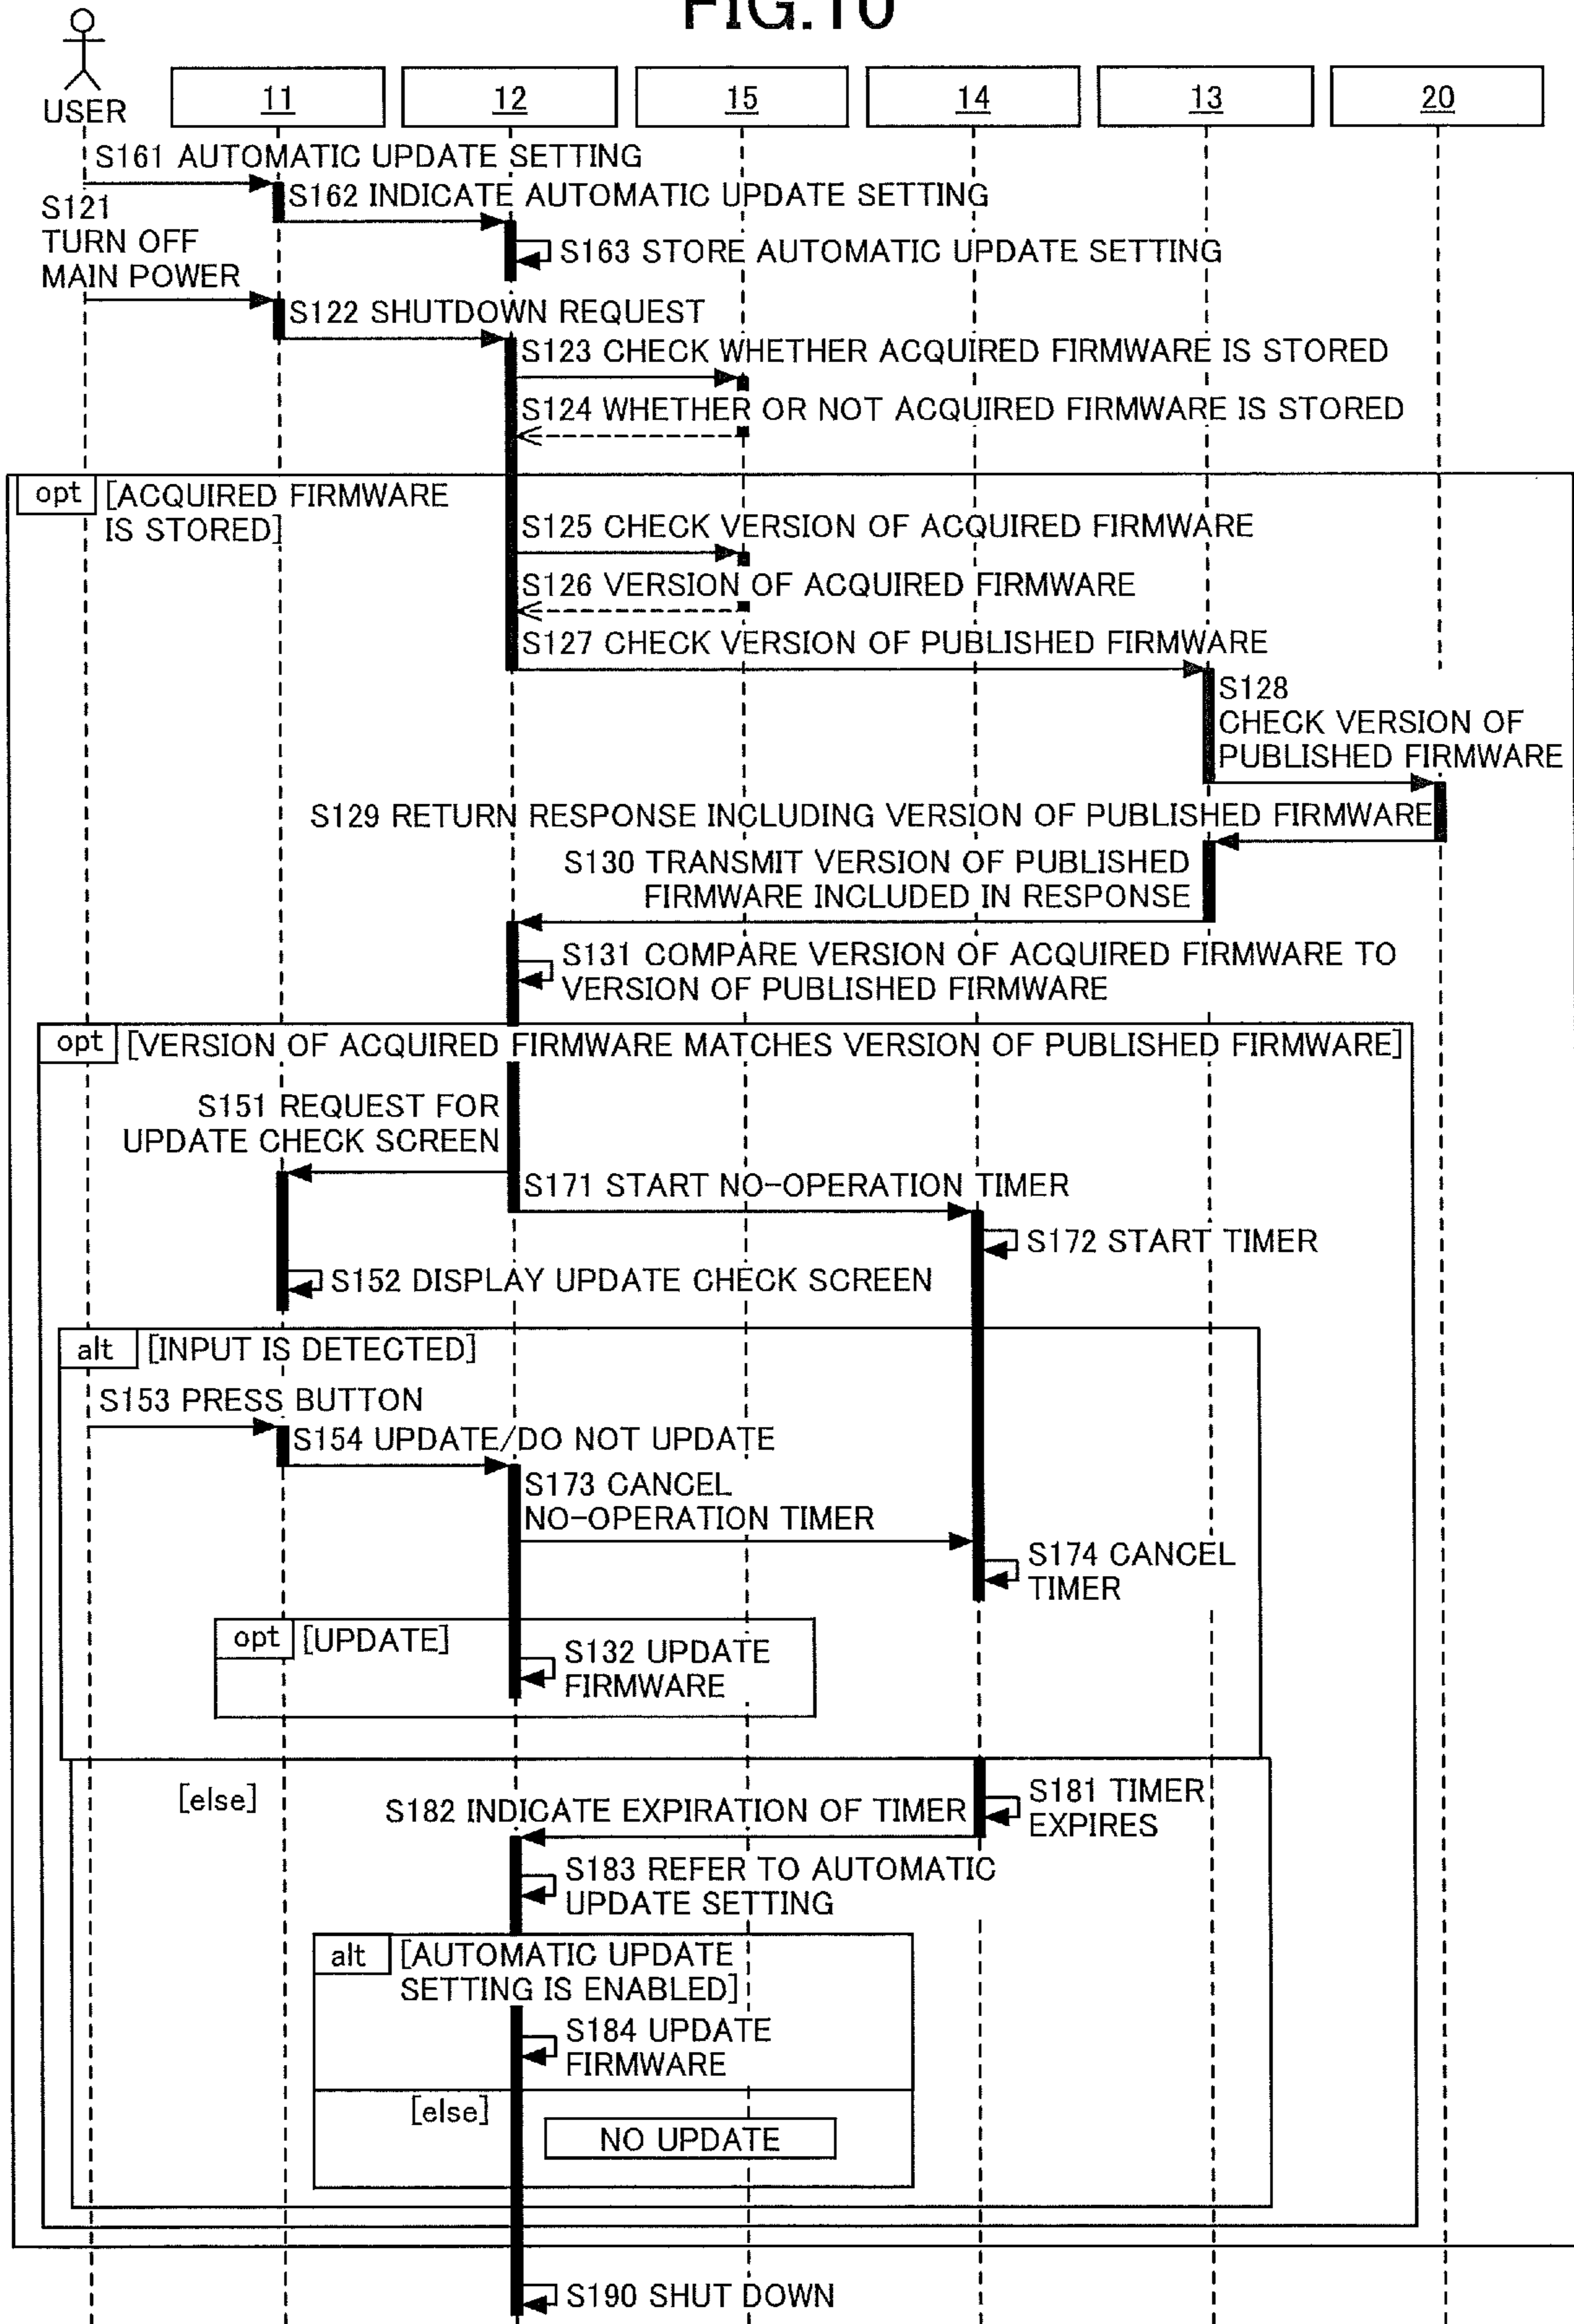 FIG.10
USER
11
12
15
14
13
20
S161 AUTOMATIC UPDATE SETTING
S162 INDICATE AUTOMATIC UPDATE SETTING
S121
TURN OFF
MAIN POWER
S163 STORE AUTOMATIC UPDATE SETTING
S122 SHUTDOWN REQUEST
S123 CHECK WHETHER ACQUIRED FIRMWARE IS STORED
S124 WHETHER OR NOT ACQUIRED FIRMWARE IS STORED
opt [ACQUIRED FIRMWARE
IS STORED]
S125 CHECK VERSION OF ACQUIRED FIRMWARE
S126 VERSION OF ACQUIRED FIRMWARE
S127 CHECK VERSION OF PUBLISHED FIRMWARE
S128
CHECK VERSION OF
PUBLISHED FIRMWARE
S129 RETURN RESPONSE INCLUDING VERSION OF PUBLISHED FIRMWARE
S130 TRANSMIT VERSION OF PUBLISHED
FIRMWARE INCLUDED IN RESPONSE
S131 COMPARE VERSION OF ACQUIRED FIRMWARE TO
VERSION OF PUBLISHED FIRMWARE
opt [VERSION OF ACQUIRED FIRMWARE MATCHES VERSION OF PUBLISHED FIRMWARE]
S151 REQUEST FOR
UPDATE CHECK SCREEN
S171 START NO-OPERATION TIMER
S172 START TIMER
S152 DISPLAY UPDATE CHECK SCREEN
alt [INPUT IS DETECTED]
S153 PRESS BUTTON
S154 UPDATE/DO NOT UPDATE
S173 CANCEL
NO-OPERATION TIMER
S174 CANCEL
TIMER
opt [UPDATE]
S132 UPDATE
FIRMWARE
[else]
S181 TIMER
EXPIRES
S182 INDICATE EXPIRATION OF TIMER
S183 REFER TO AUTOMATIC
UPDATE SETTING
alt [AUTOMATIC UPDATE
SETTING IS ENABLED]
S184 UPDATE
FIRMWARE
[else]
NO UPDATE
S190 SHUT DOWN